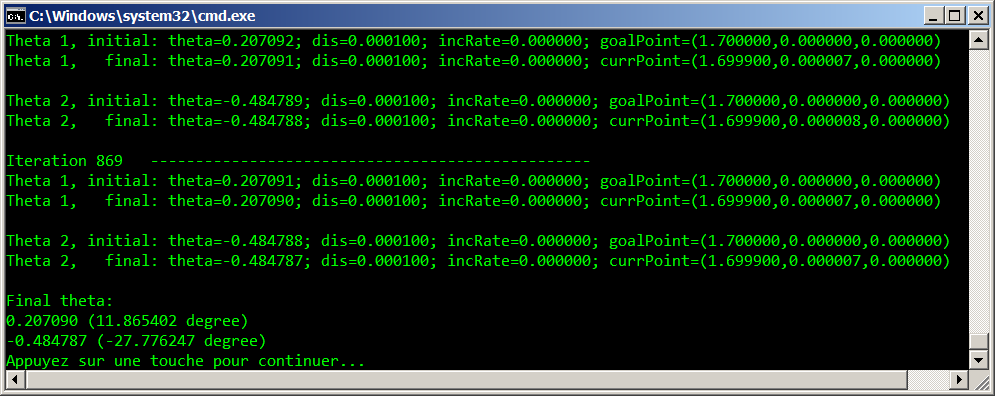 C:\Windows\system32\cmd.exe
Theta 1, initial: theta=0.207092; dis=0.000100; incRate=0.000000; goalPoint=(1.700000,0.000000,0.000000)
Theta 1,   final: theta=0.207091; dis=0.000100; incRate=0.000000; currPoint=(1.699900,0.000007,0.000000)
Theta 2, initial: theta=-0.484789; dis=0.000100; incRate=0.000000; goalPoint=(1.700000,0.000000,0.000000)
Theta 2,   final: theta=-0.484788; dis=0.000100; incRate=0.000000; currPoint=(1.699900,0.000008,0.000000)
Iteration 869   -------------------------------------------------
Theta 1, initial: theta=0.207091; dis=0.000100; incRate=0.000000; goalPoint=(1.700000,0.000000,0.000000)
Theta 1,   final: theta=0.207090; dis=0.000100; incRate=0.000000; currPoint=(1.699900,0.000007,0.000000)
Theta 2, initial: theta=-0.484788; dis=0.000100; incRate=0.000000; goalPoint=(1.700000,0.000000,0.000000)
Theta 2,   final: theta=-0.484787; dis=0.000100; incRate=0.000000; currPoint=(1.699900,0.000007,0.000000)
Final theta:
0.207090 (11.865402 degree)
-0.484787 (-27.776247 degree)
Appuyez sur une touche pour continuer...